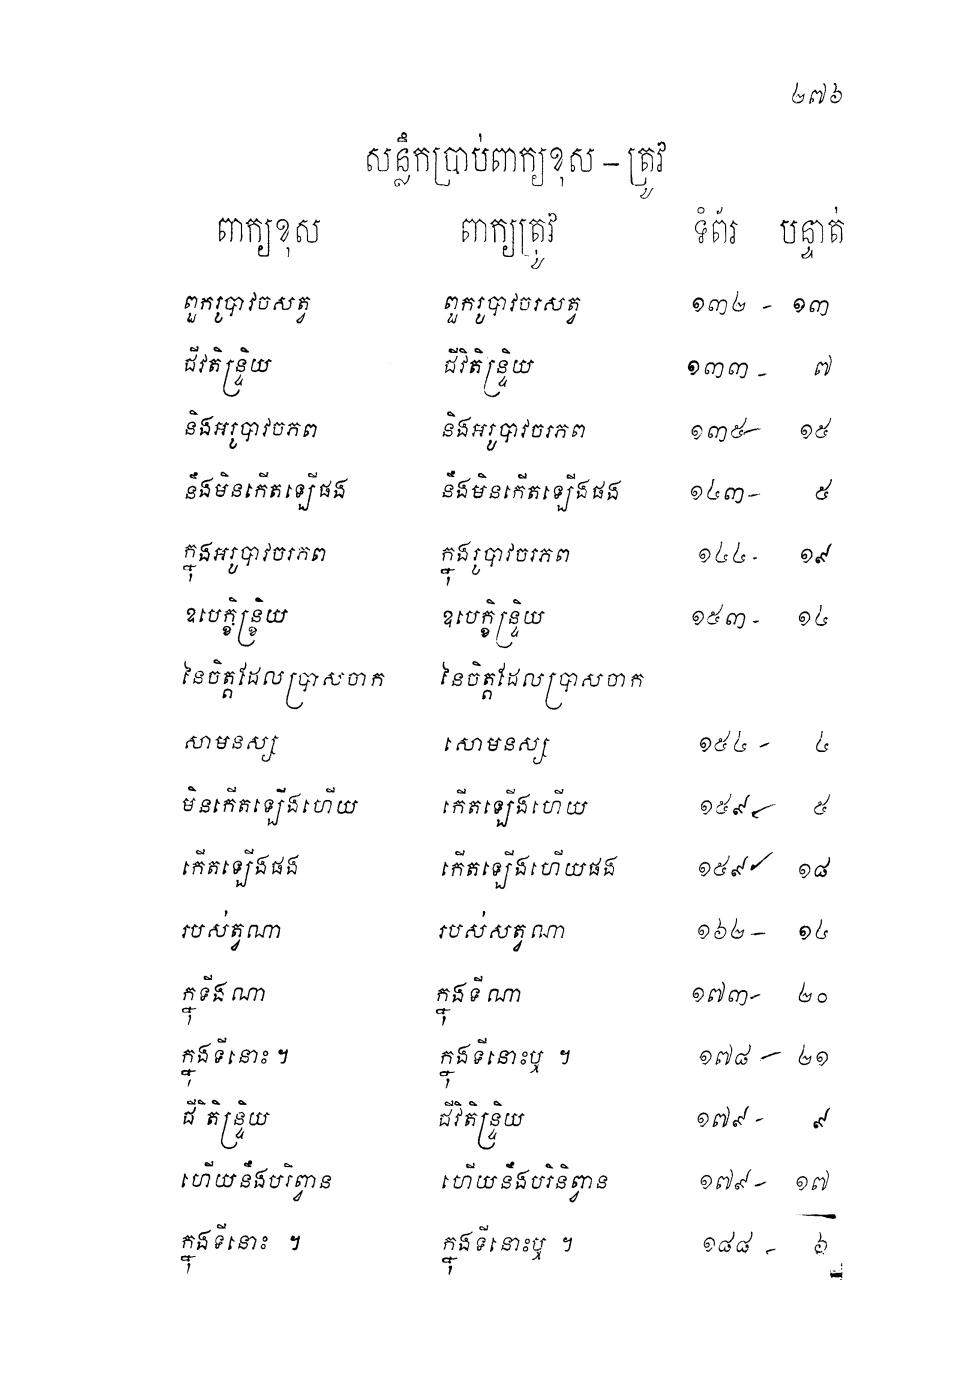 ២៧៦
សន្លឹកប្រាប់ពាក្យខុស – ត្រូវ
ពាក្យខុស ពាក្យត្រូវ ទំព័រ បន្ទាត់
ពួករូបាវចសត្វ ពួករូបាវចរសត្វ ១៣២ - ១៣
ជីវតិន្ទ្រិយ ជីវិតិន្ទ្រិយ ១៣៣ - ៧
និងអរូបាវចភព និងអរូបាវចរភព ១៣៥ - ១៥
នឹងមិនកើតឡើផង នឹងមិនកើតឡើងផង ១៤៣ - ៥
ក្នុងអរូបាវចរភព ក្នុងរូបាវចរភព ១៤៤ - ១៩
ឧបេក្ខិន្ទ្រិយ ឧបេក្ខិន្ទ្រិយ ១៥៣ - ១៤
នៃចិត្តដែលប្រាសចាក នៃចិត្តដែលប្រាសចាក
សាមនស្ស សោមនស្ស ១៥៤ - ៤
មិនកើតឡើងហើយ កើតឡើងហើយ ១៥៩ - ៥
កើតឡើងផង កើតឡើងហើយផង ១៥៩ - ១៨
របស់ត្វណា របស់សត្វណា ១៦២ - ១៤
ក្នុទីងណា ក្នុងទីណា ១៧៣ - ២០
ក្នុងទីនោះ ។ ក្នុងទីនោះឬ ។ ១៧៨ - ២១
ជី តិន្ទ្រិយ ជីវិតិន្ទ្រិយ ១៧៩ - ៩
ហើយនឹងបរិព្វាន ហើយនឹងបរិនិព្វាន ១៧៩ - ១៧
ក្នុងទីនោះ ។ ក្នុងទីនោះឬ ។ ១៨៨ - ៦